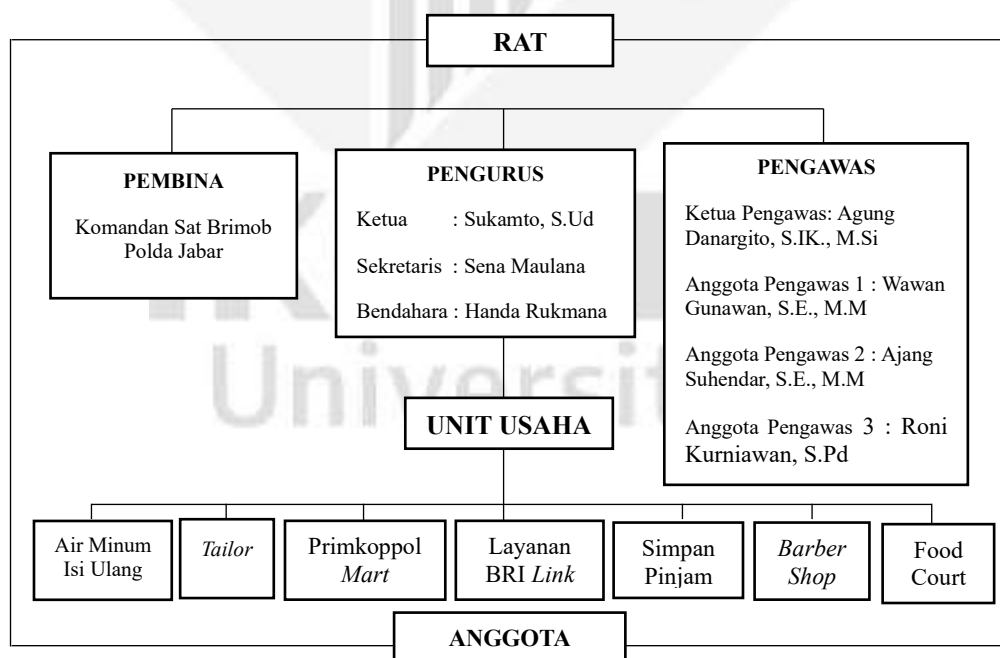 RAT
PEMBINA
Komandan Sat Brimob
Polda Jabar
PENGURUS
Ketua : Sukamto, S.Ud
Sekretaris : Sena Maulana
Bendahara : Handa Rukmana
PENGAWAS
Ketua Pengawas: Agung
Danargito, S.IK., M.Si
Anggota Pengawas 1 : Wawan
Gunawan, S.E., M.M
Anggota Pengawas 2 : Ajang
Suhendar, S.E., M.M
Anggota Pengawas 3 : Roni
Kurniawan, S.Pd
UNIT USAHA
Air Minum
Isi Ulang
Tailor
Primkoppol
Mart
Layanan
BRI Link
Simpan
Pinjam
Barber
Shop
Food
Court
ANGGOTA